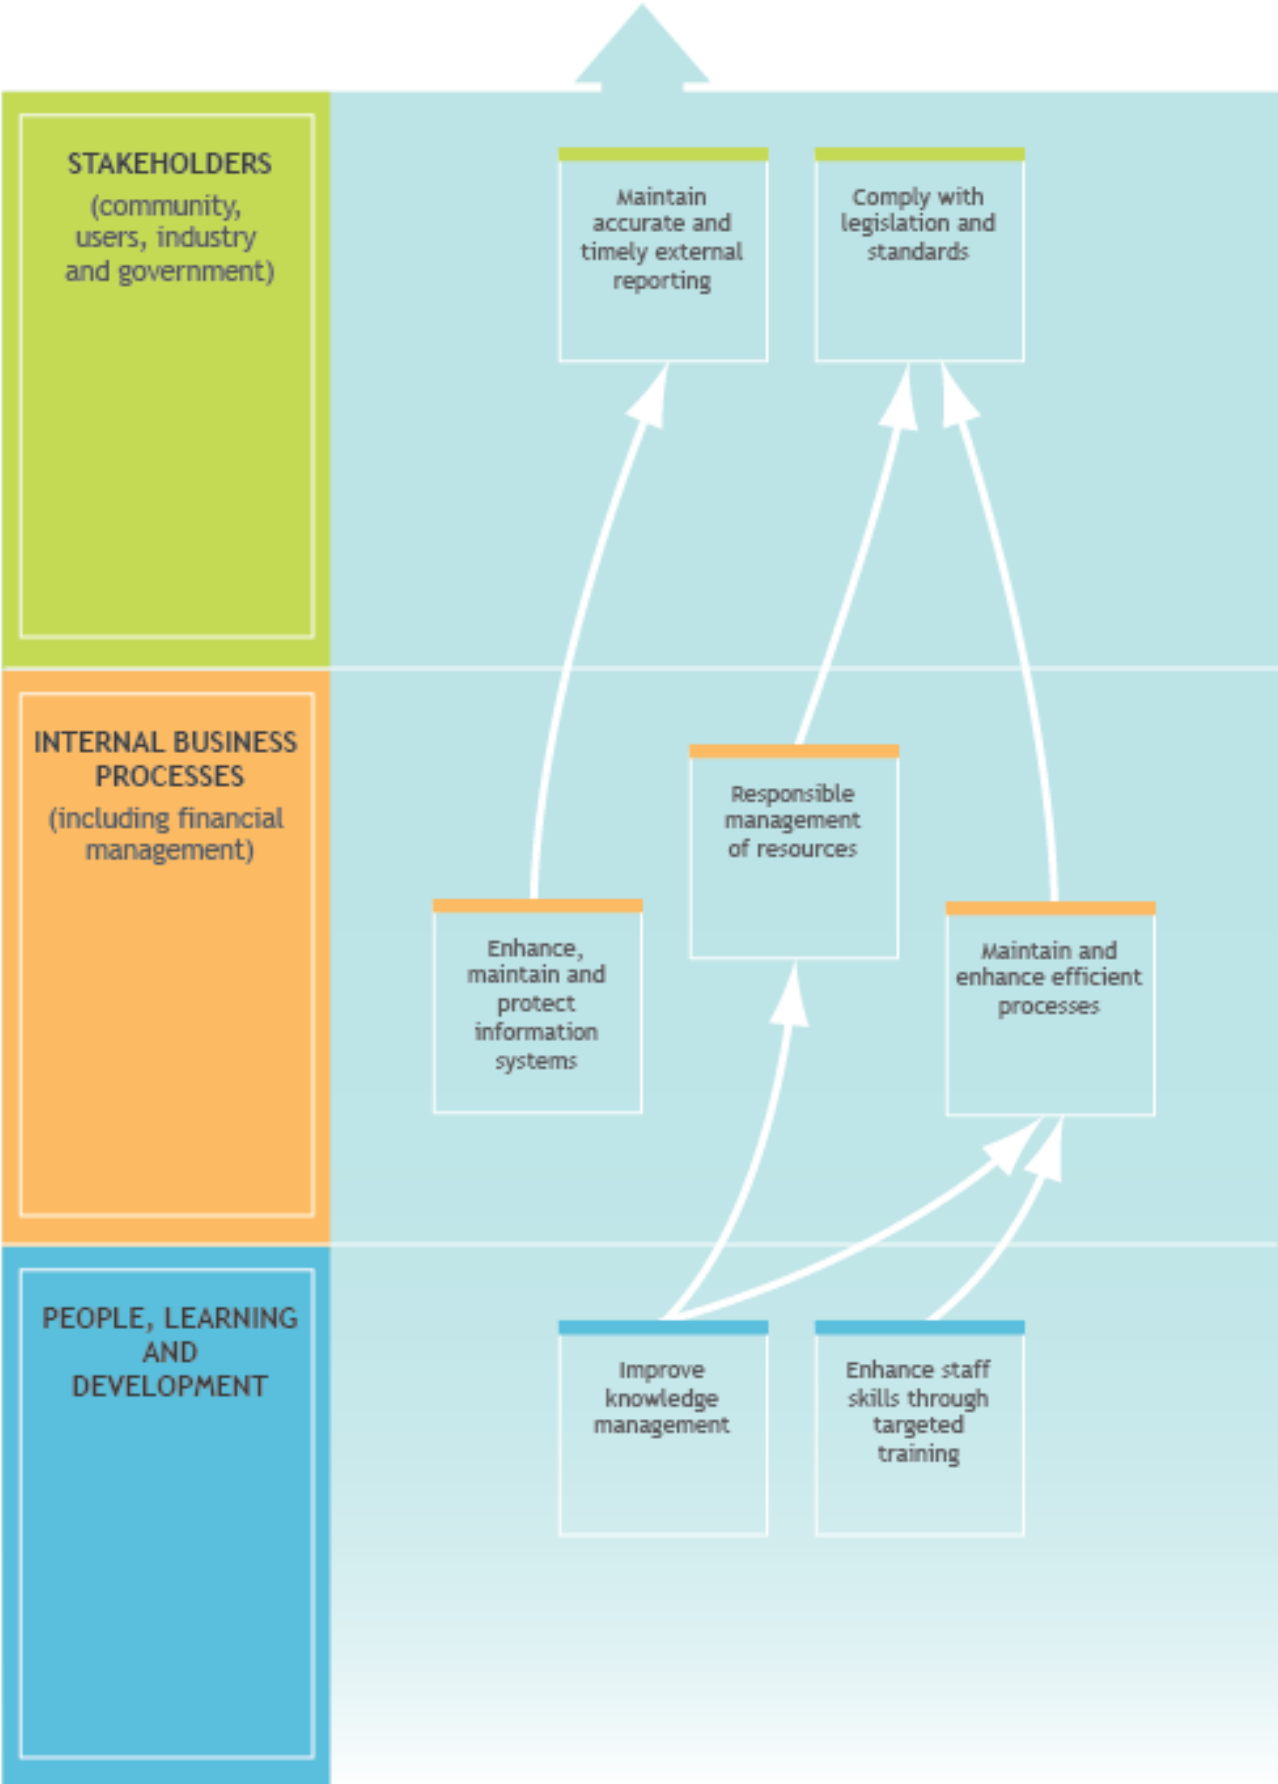 STAKEHOLDERS
(community,
users, industry
and government)
Maintain
accurate and
timely external
reporting
Comply with
legislation and
standards
INTERNAL BUSINESS
PROCESSES
(including financial
management)
Responsible
management
of resources
Enhance,
maintain and
protect
information
systems
Maintain and
enhance efficient
processes
PEOPLE, LEARNING
AND
DEVELOPMENT
Improve
knowledge
management
Enhance staff
skills through
targeted
training